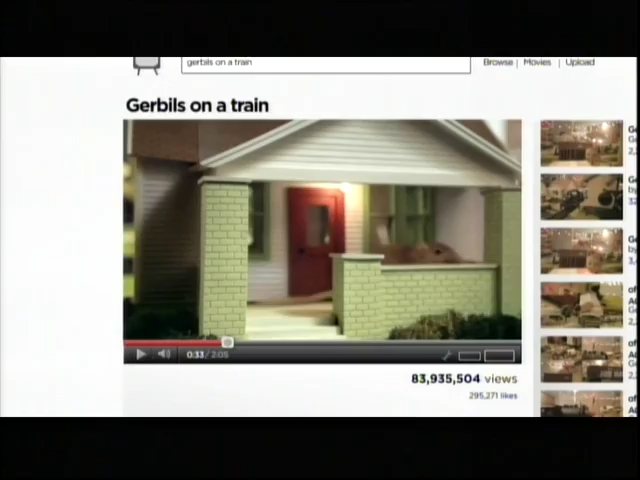 gerbils on a train
Browse | Movies | Upload
Gerbils on a train
0:33 / 2:05
83,935,504 views
295,271 likes